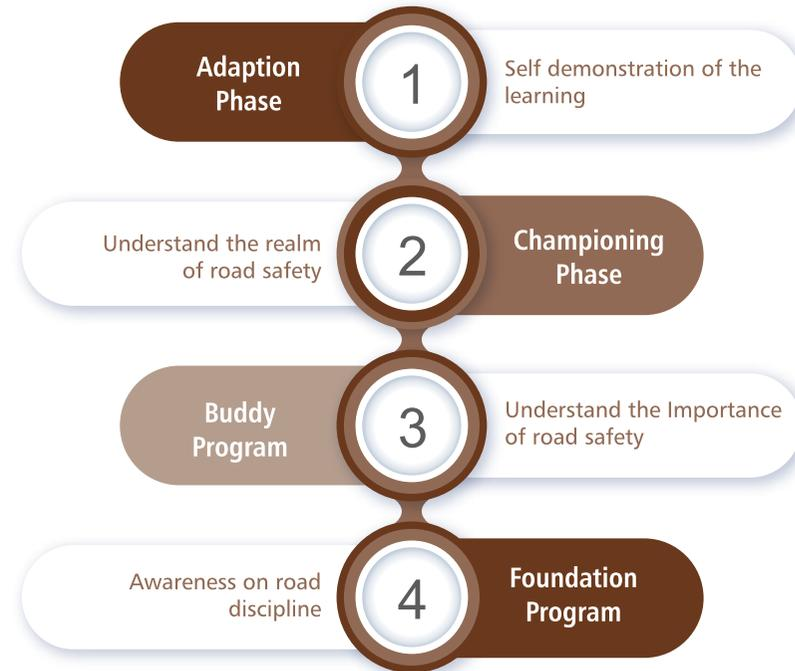 Adaption
Phase
1
Self demonstration of the
learning
Understand the realm
of road safety
2
Championing
Phase
Buddy
Program
3
Understand the Importance
of road safety
Awareness on road
discipline
4
Foundation
Program